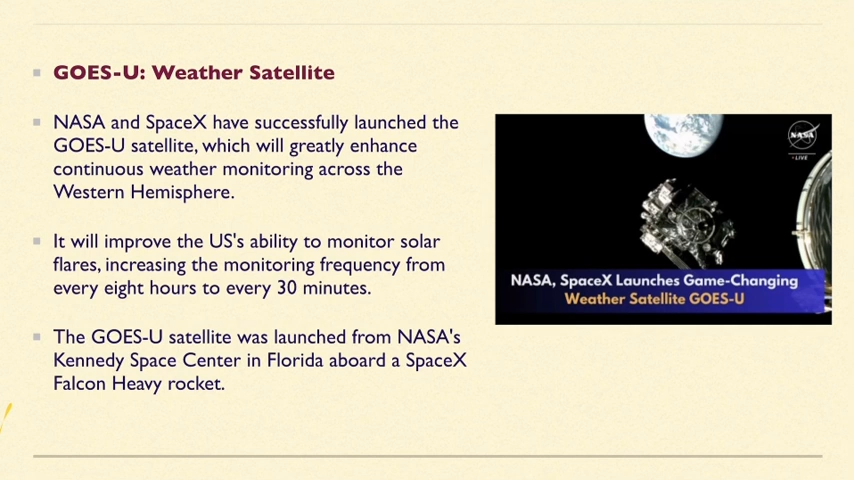 GOES-U: Weather Satellite
NASA and SpaceX have successfully launched the
GOES-U satellite, which will greatly enhance
continuous weather monitoring across the
Western Hemisphere.
It will improve the US's ability to monitor solar
flares, increasing the monitoring frequency from
every eight hours to every 30 minutes.
The GOES-U satellite was launched from NASA's
Kennedy Space Center in Florida aboard a SpaceX
Falcon Heavy rocket.
NASA
LIVE
NASA, SpaceX Launches Game-Changing
Weather Satellite GOES-U